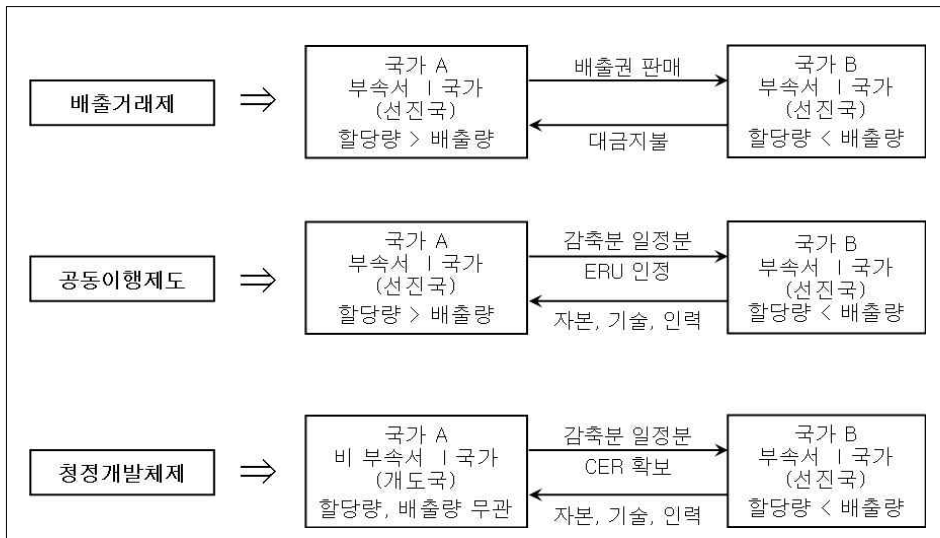 배출거래제
국가 A
부속서 Ⅰ 국가
(선진국)
할당량 > 배출량
배출권 판매
대금지불
국가 B
부속서 Ⅰ 국가
(선진국)
할당량 < 배출량
공동이행제도
국가 A
부속서 Ⅰ 국가
(선진국)
할당량 > 배출량
감축분 일정분
ERU 인정
자본, 기술, 인력
국가 B
부속서 Ⅰ 국가
(선진국)
할당량 < 배출량
청정개발체제
국가 A
비 부속서 Ⅰ 국가
(개도국)
할당량, 배출량 무관
감축분 일정분
CER 확보
자본, 기술, 인력
국가 B
부속서 Ⅰ 국가
(선진국)
할당량 < 배출량